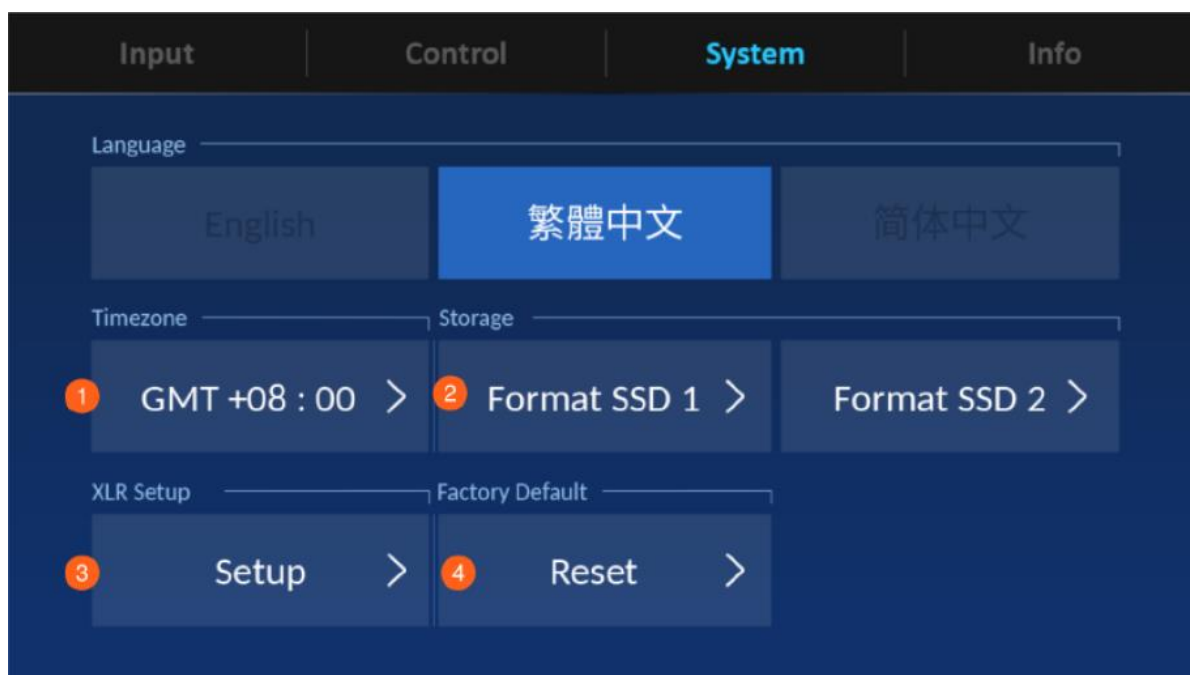 Input Control System Info
Language
English 繁體中文 简体中文
Timezone Storage
1 GMT +08 : 00 > 2 Format SSD 1 > Format SSD 2 >
XLR Setup Factory Default
3 Setup > 4 Reset >